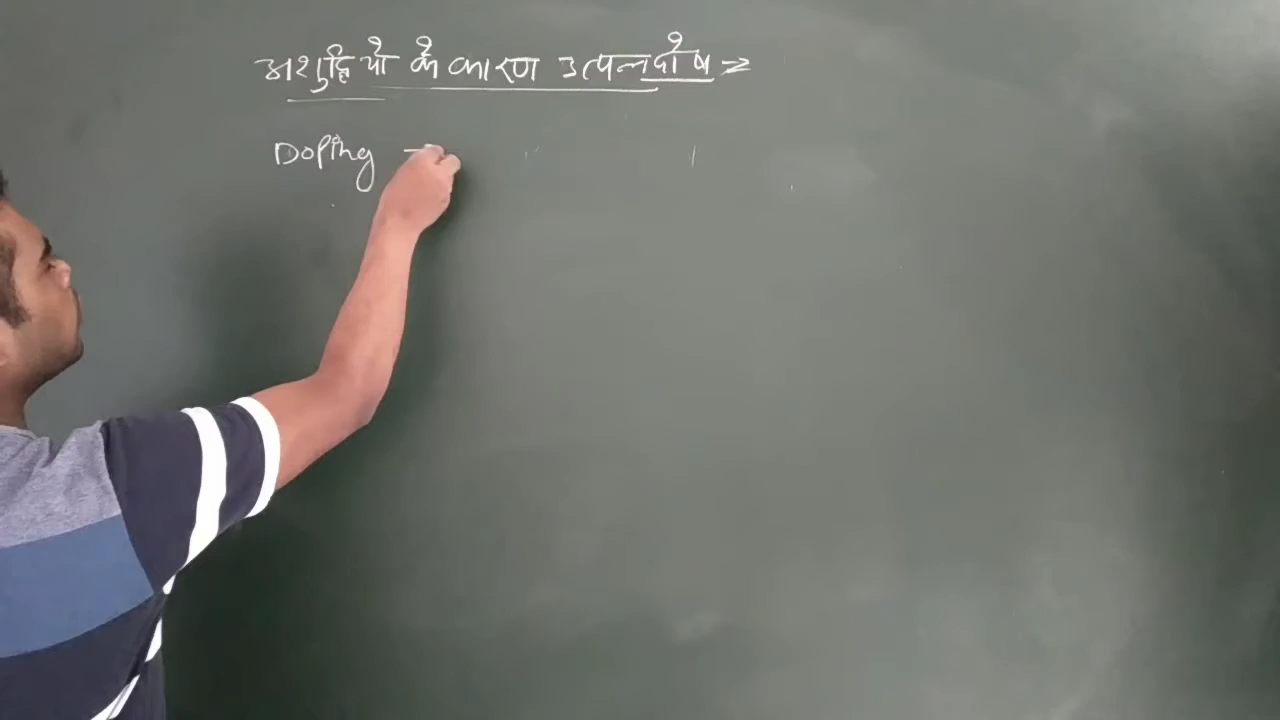 अशुद्धियो के कारण उत्पन्न दोष =
Doping -